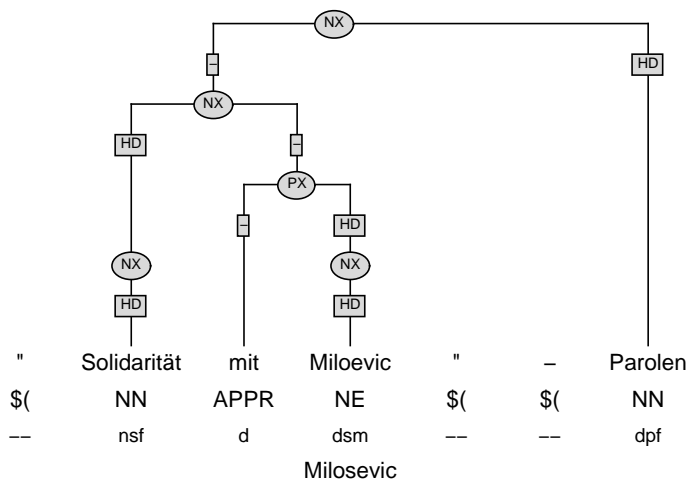 NX
– HD
NX
HD –
PX
– HD
NX NX
HD HD
" Solidarität mit Miloevic " – Parolen
$( NN APPR NE $( $( NN
−− nsf d dsm −− −− dpf
Milosevic